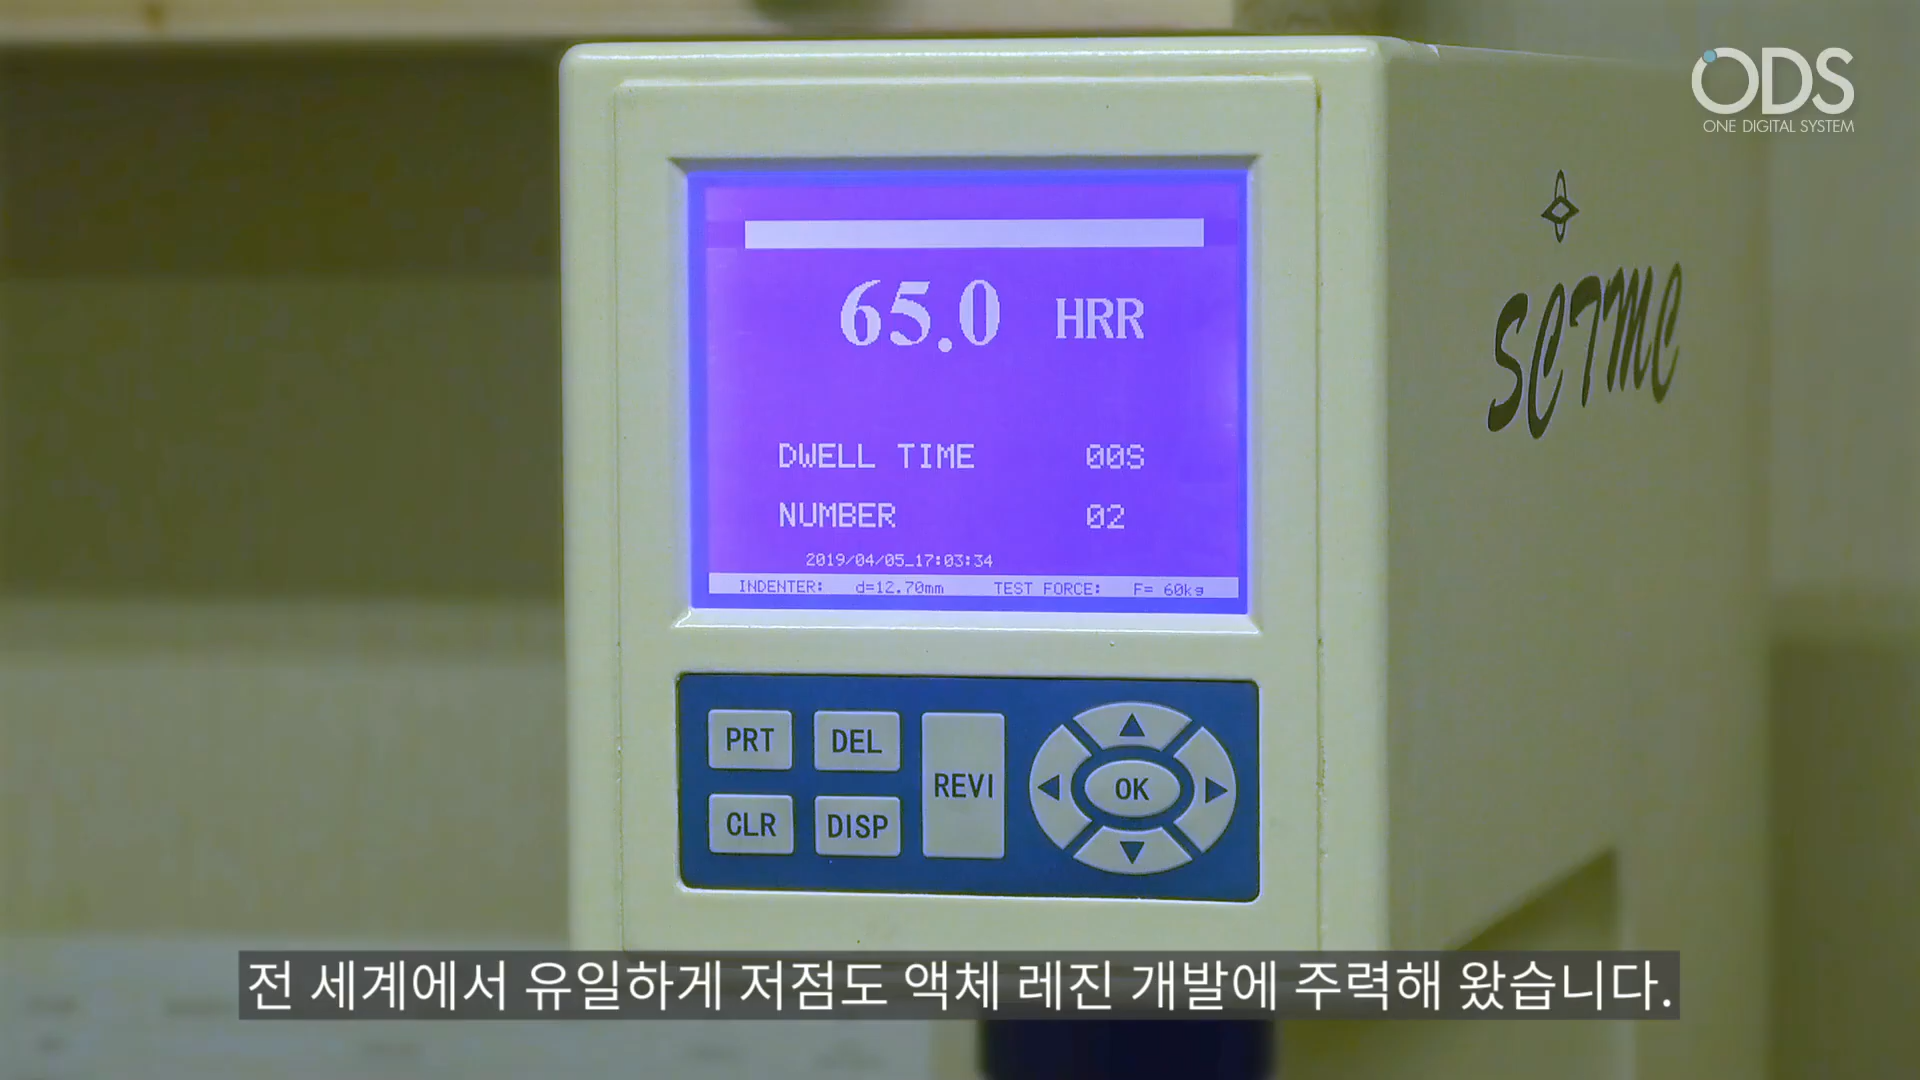 ODS
ONE DIGITAL SYSTEM
SCTMC
65.0 HRR
DWELL TIME 00S
NUMBER 02
2019/04/05_17:03:34
INDENTER: d=12.70mm TEST FORCE: F= 60kg
PRT DEL REVI OK
CLR DISP
전 세계에서 유일하게 저점도 액체 레진 개발에 주력해 왔습니다.